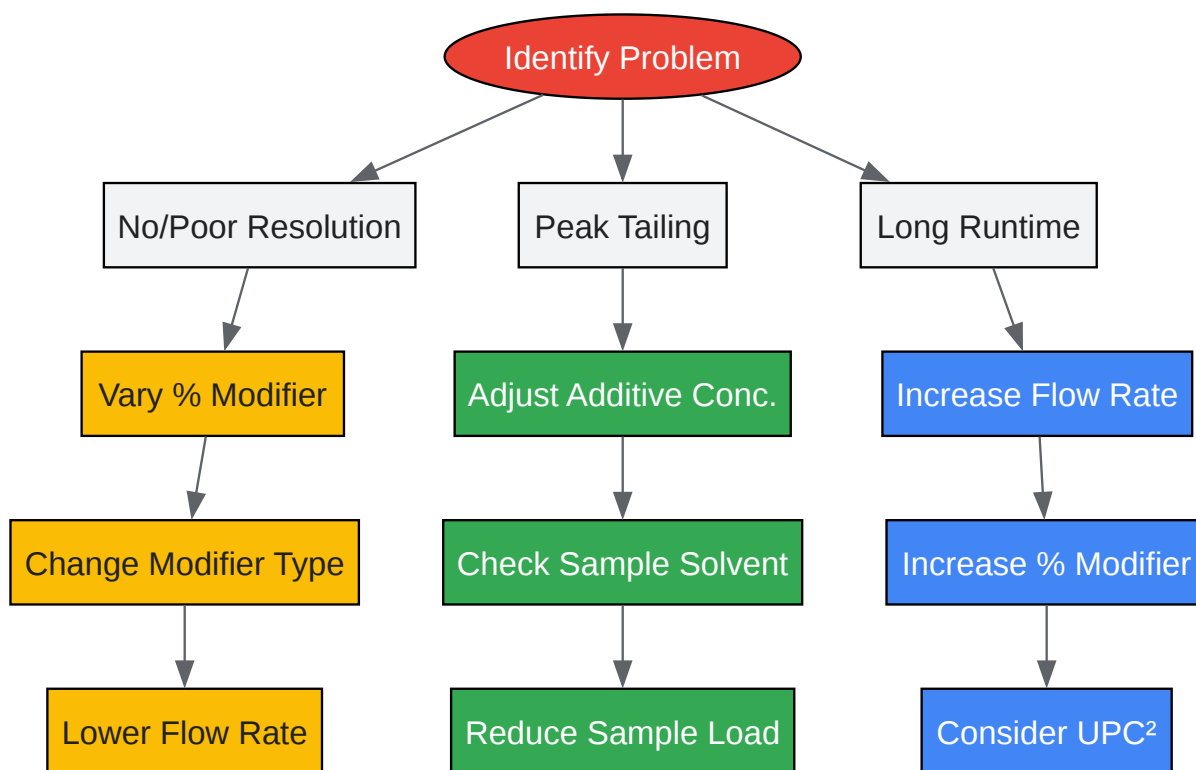 Identify Problem
No/Poor Resolution
Peak Tailing
Long Runtime
Vary % Modifier
Adjust Additive Conc.
Increase Flow Rate
Change Modifier Type
Check Sample Solvent
Increase % Modifier
Lower Flow Rate
Reduce Sample Load
Consider UPC²